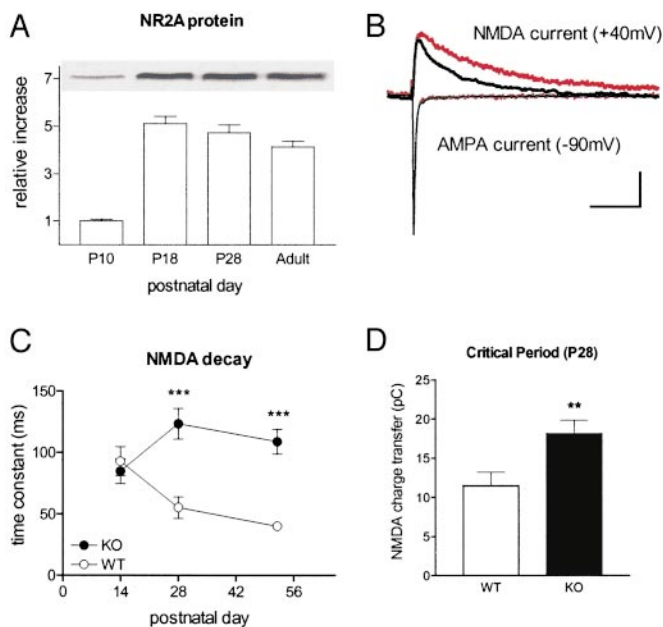 A
NR2A protein
relative increase
7
5
3
1
P10 P18 P28 Adult
postnatal day
B
NMDA current (+40mV)
AMPA current (-90mV)
C
NMDA decay
time constant (ms)
150
100
50
0
*** ***
KO
WT
0 14 28 42 56
postnatal day
D
Critical Period (P28)
NMDA charge transfer (pC)
25
20
15
10
5
0
**
WT KO